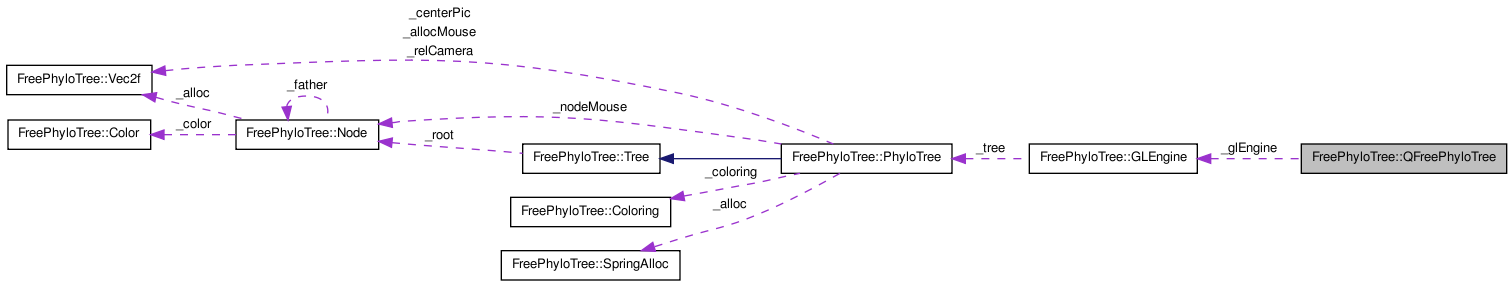 _centerPic
_allocMouse
_relCamera
FreePhyloTree::Vec2f
_father
_alloc
_nodeMouse
_color
FreePhyloTree::Color
FreePhyloTree::Node
_root
_tree
_glEngine
FreePhyloTree::Tree
FreePhyloTree::PhyloTree
FreePhyloTree::GLEngine
FreePhyloTree::QFreePhyloTree
_coloring
_alloc
FreePhyloTree::Coloring
FreePhyloTree::SpringAlloc